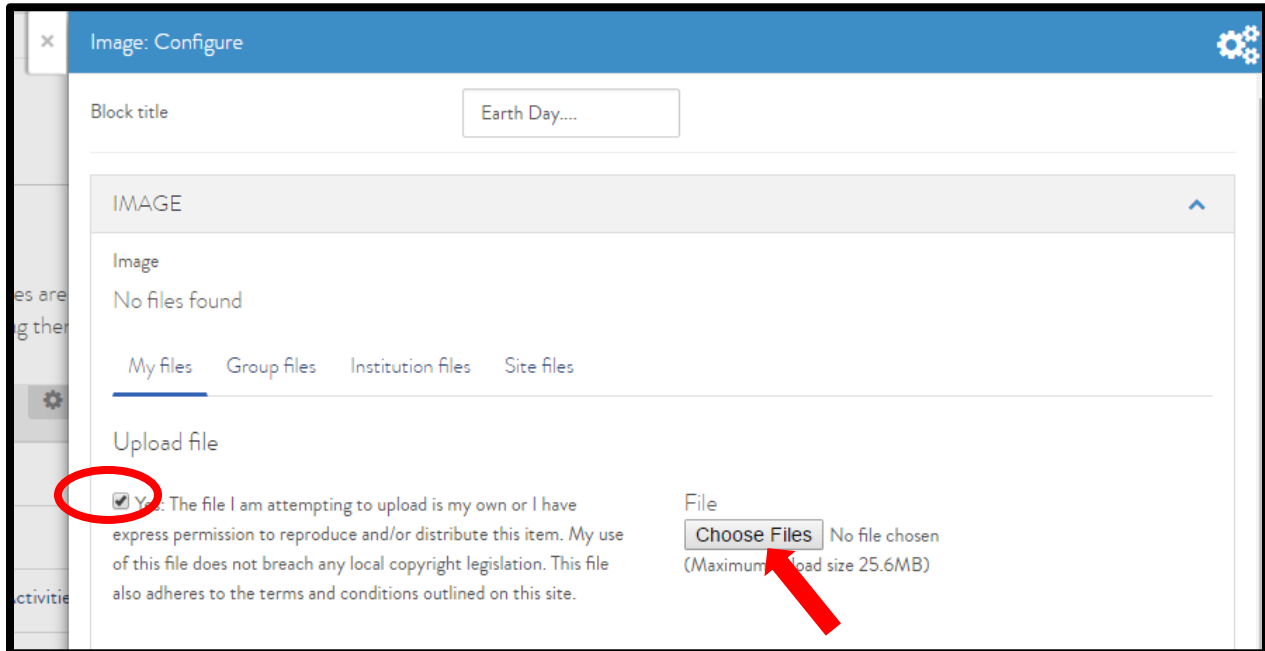 × Image: Configure
Block title Earth Day....
IMAGE
Image
No files found
My files Group files Institution files Site files
Upload file
Yes: The file I am attempting to upload is my own or I have
express permission to reproduce and/or distribute this item. My use
of this file does not breach any local copyright legislation. This file
also adheres to the terms and conditions outlined on this site.
File
Choose Files No file chosen
(Maximum load size 25.6MB)
es are
g ther
ctivitie